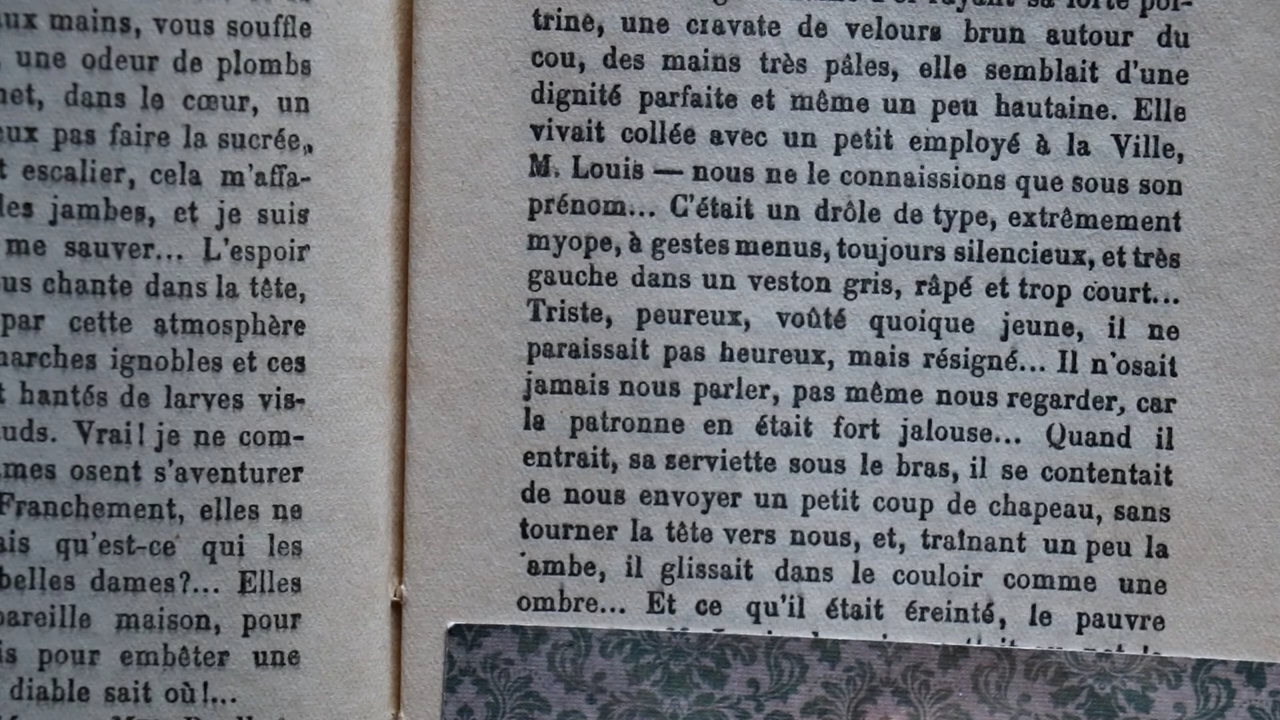 ux mains, vous souffle
une odeur de plombs
et, dans le cœur, un
ux pas faire la sucrée,
t escalier, cela m'affa-
les jambes, et je suis
me sauver... L'espoir
us chante dans la tête,
par cette atmosphère
arches ignobles et ces
t hantés de larves vis-
uds. Vrai! je ne com-
mes osent s'aventurer
Franchement, elles ne
is qu'est-ce qui les
belles dames?... Elles
areille maison, pour
is pour embêter une
diable sait où!...
sa forte poi-
trine, une cravate de velours brun autour du
cou, des mains très pâles, elle semblait d'une
dignité parfaite et même un peu hautaine. Elle
vivait collée avec un petit employé à la Ville,
M. Louis — nous ne le connaissions que sous son
prénom... C'était un drôle de type, extrêmement
myope, à gestes menus, toujours silencieux, et très
gauche dans un veston gris, râpé et trop court...
Triste, peureux, voûté quoique jeune, il ne
paraissait pas heureux, mais résigné... Il n'osait
jamais nous parler, pas même nous regarder, car
la patronne en était fort jalouse... Quand il
entrait, sa serviette sous le bras, il se contentait
de nous envoyer un petit coup de chapeau, sans
tourner la tête vers nous, et, traînant un peu la
ambe, il glissait dans le couloir comme une
ombre... Et ce qu'il était éreinté, le pauvre